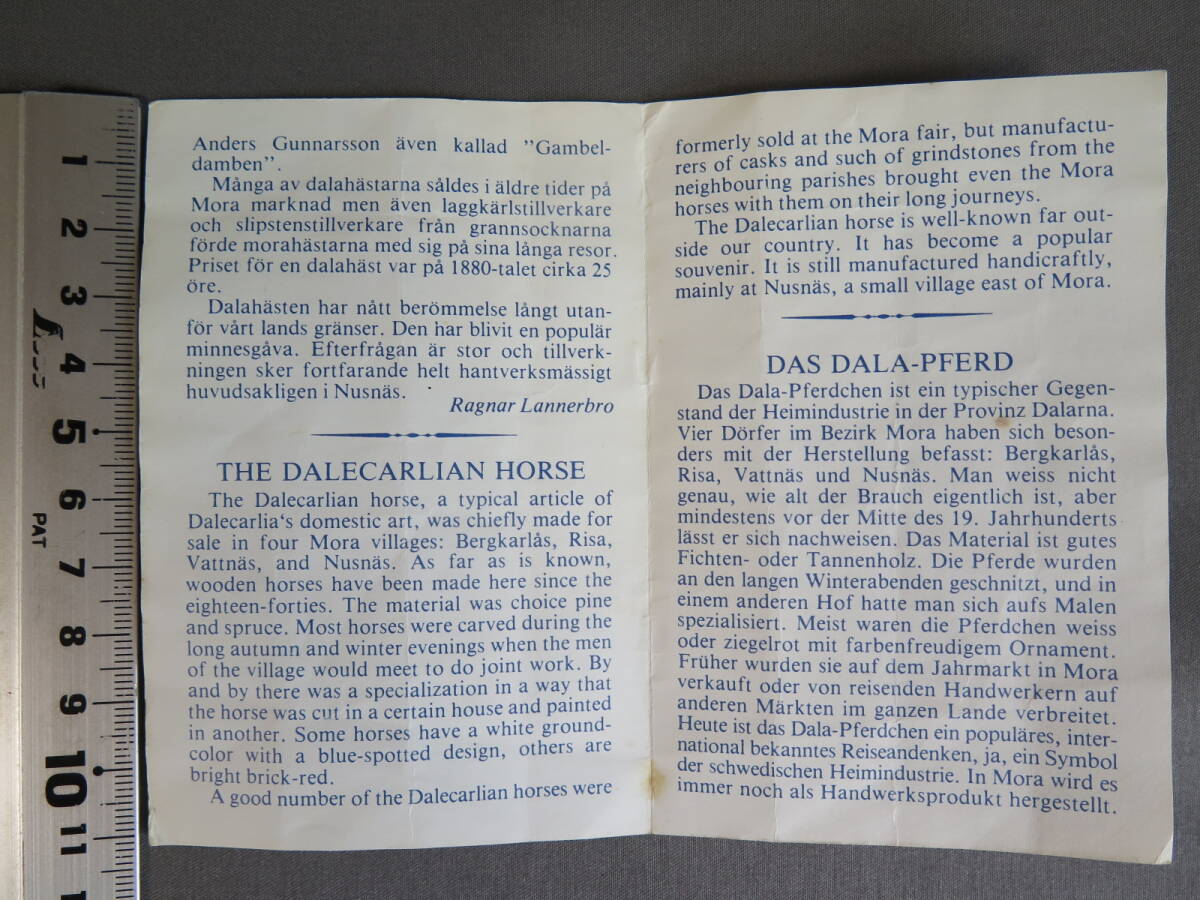 Anders Gunnarsson även kallad "Gambel-
damben".
Många av dalahästarna såldes i äldre tider på
Mora marknad men även laggkärlstillverkare
och slipstenstillverkare från grannsocknarna
förde morahästarna med sig på sina långa resor.
Priset för en dalahäst var på 1880-talet cirka 25
öre.
Dalahästen har nått berömmelse långt utan-
för vårt lands gränser. Den har blivit en populär
minnesgåva. Efterfrågan är stor och tillverk-
ningen sker fortfarande helt hantverksmässigt
huvudsakligen i Nusnäs.
Ragnar Lannerbro
THE DALECARLIAN HORSE
The Dalecarlian horse, a typical article of
Dalecarlia's domestic art, was chiefly made for
sale in four Mora villages: Bergkarlås, Risa,
Vattnäs, and Nusnäs. As far as is known,
wooden horses have been made here since the
eighteen-forties. The material was choice pine
and spruce. Most horses were carved during the
long autumn and winter evenings when the men
of the village would meet to do joint work. By
and by there was a specialization in a way that
the horse was cut in a certain house and painted
in another. Some horses have a white ground-
color with a blue-spotted design, others are
bright brick-red.
A good number of the Dalecarlian horses were
formerly sold at the Mora fair, but manufactu-
rers of casks and such of grindstones from the
neighbouring parishes brought even the Mora
horses with them on their long journeys.
The Dalecarlian horse is well-known far out-
side our country. It has become a popular
souvenir. It is still manufactured handicraftly,
mainly at Nusnäs, a small village east of Mora.
DAS DALA-PFERD
Das Dala-Pferdchen ist ein typischer Gegen-
stand der Heimindustrie in der Provinz Dalarna.
Vier Dörfer im Bezirk Mora haben sich beson-
ders mit der Herstellung befasst: Bergkarlås,
Risa, Vattnäs und Nusnäs. Man weiss nicht
genau, wie alt der Brauch eigentlich ist, aber
mindestens vor der Mitte des 19. Jahrhunderts
lässt er sich nachweisen. Das Material ist gutes
Fichten- oder Tannenholz. Die Pferde wurden
an den langen Winterabenden geschnitzt, und in
einem anderen Hof hatte man sich aufs Malen
spezialisiert. Meist waren die Pferdchen weiss
oder ziegelrot mit farbenfreudigem Ornament.
Früher wurden sie auf dem Jahrmarkt in Mora
verkauft oder von reisenden Handwerkern auf
anderen Märkten im ganzen Lande verbreitet.
Heute ist das Dala-Pferdchen ein populäres, inter-
national bekanntes Reiseandenken, ja, ein Symbol
der schwedischen Heimindustrie. In Mora wird es
immer noch als Handwerksprodukt hergestellt.
1
2
3
4
5
6
PAT
7
8
9
10
11